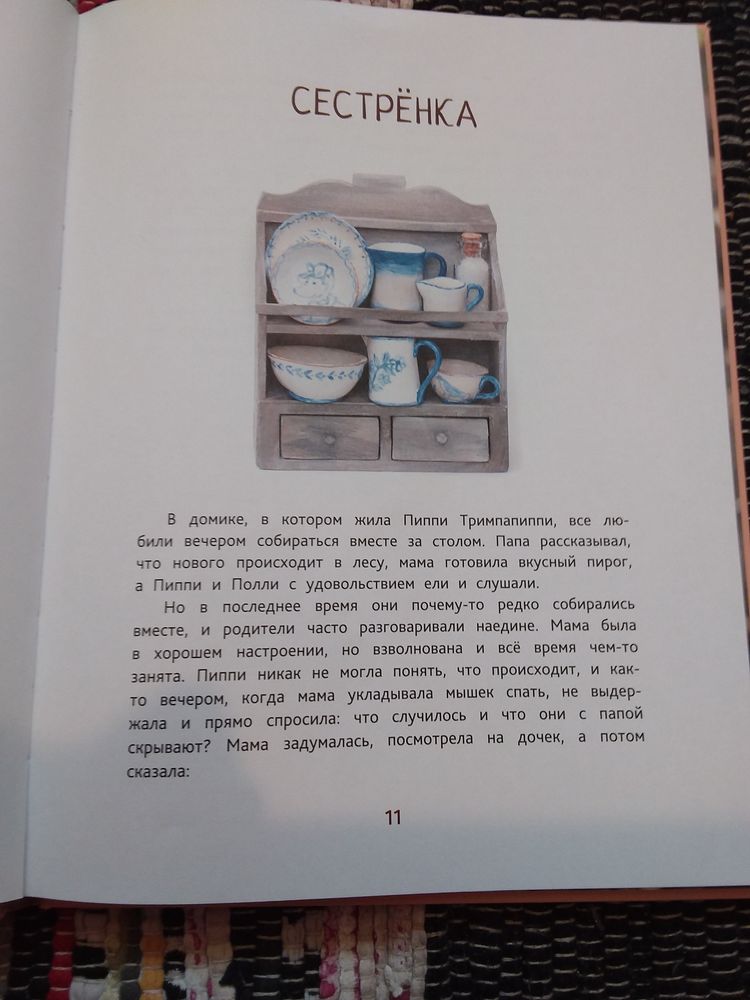 СЕСТРЁНКА
В домике, в котором жила Пиппи Тримпапиппи, все лю-
били вечером собираться вместе за столом. Папа рассказывал,
что нового происходит в лесу, мама готовила вкусный пирог,
а Пиппи и Полли с удовольствием ели и слушали.
Но в последнее время они почему-то редко собирались
вместе, и родители часто разговаривали наедине. Мама была
в хорошем настроении, но взволнована и всё время чем-то
занята. Пиппи никак не могла понять, что происходит, и как-
то вечером, когда мама укладывала мышек спать, не выдер-
жала и прямо спросила: что случилось и что они с папой
скрывают? Мама задумалась, посмотрела на дочек, а потом
сказала:
11